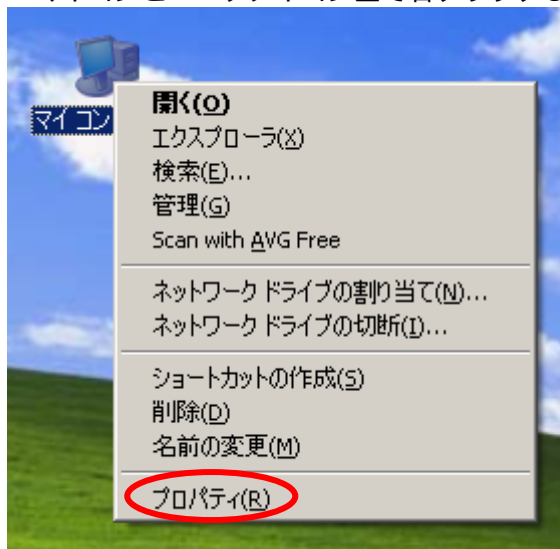 マイ コン
開く(O)
エクスプローラ(X)
検索(E)...
管理(G)
Scan with AVG Free
ネットワーク ドライブの割り当て(N)...
ネットワーク ドライブの切断(I)...
ショートカットの作成(S)
削除(D)
名前の変更(M)
プロパティ(R)